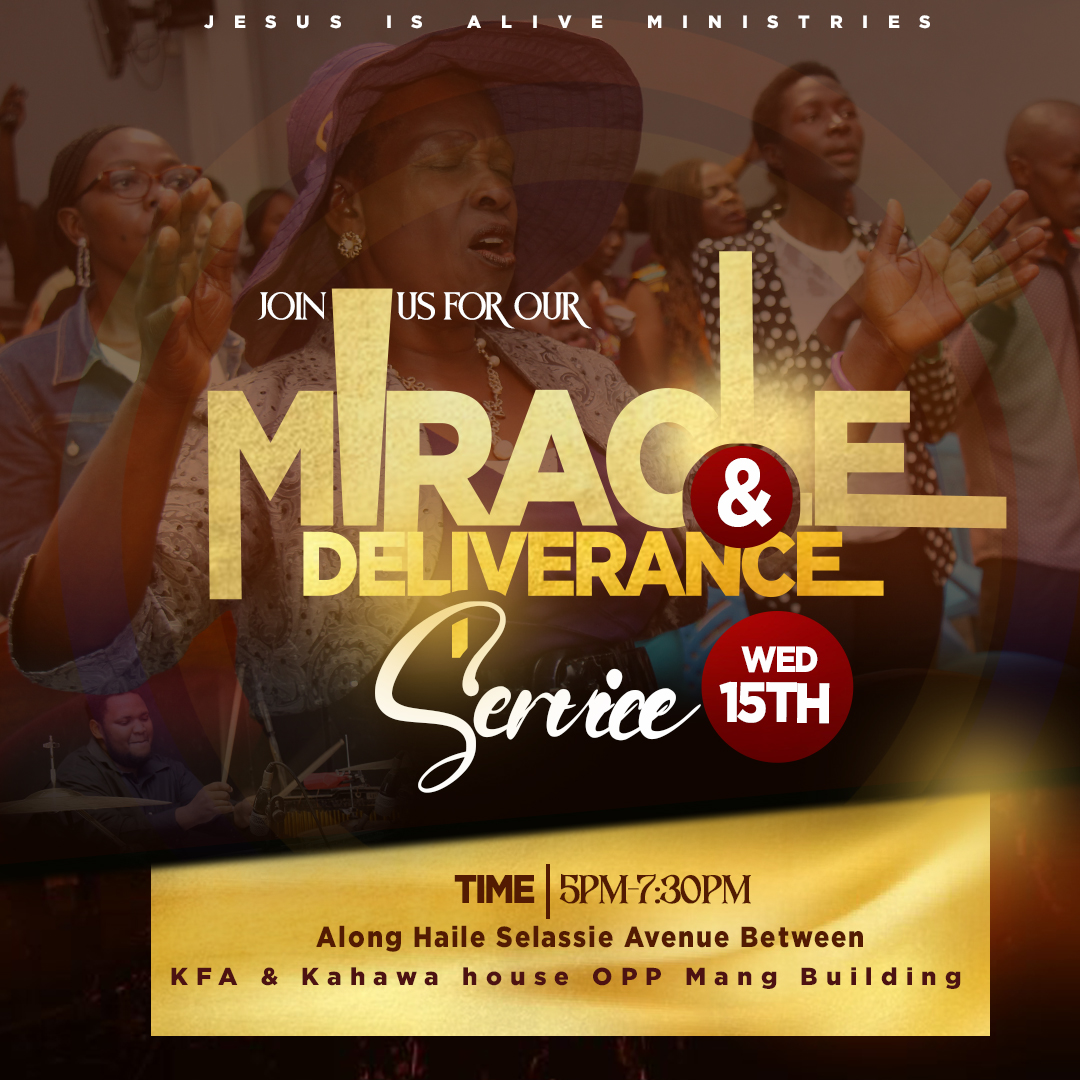 JESUS IS ALIVE MINISTRIES
JOIN US FOR OUR
MIRACLE
&
DELIVERANCE
Service
WED
15TH
TIME | 5PM-7:30PM
Along Haile Selassie Avenue Between
KFA & Kahawa house OPP Mang Building